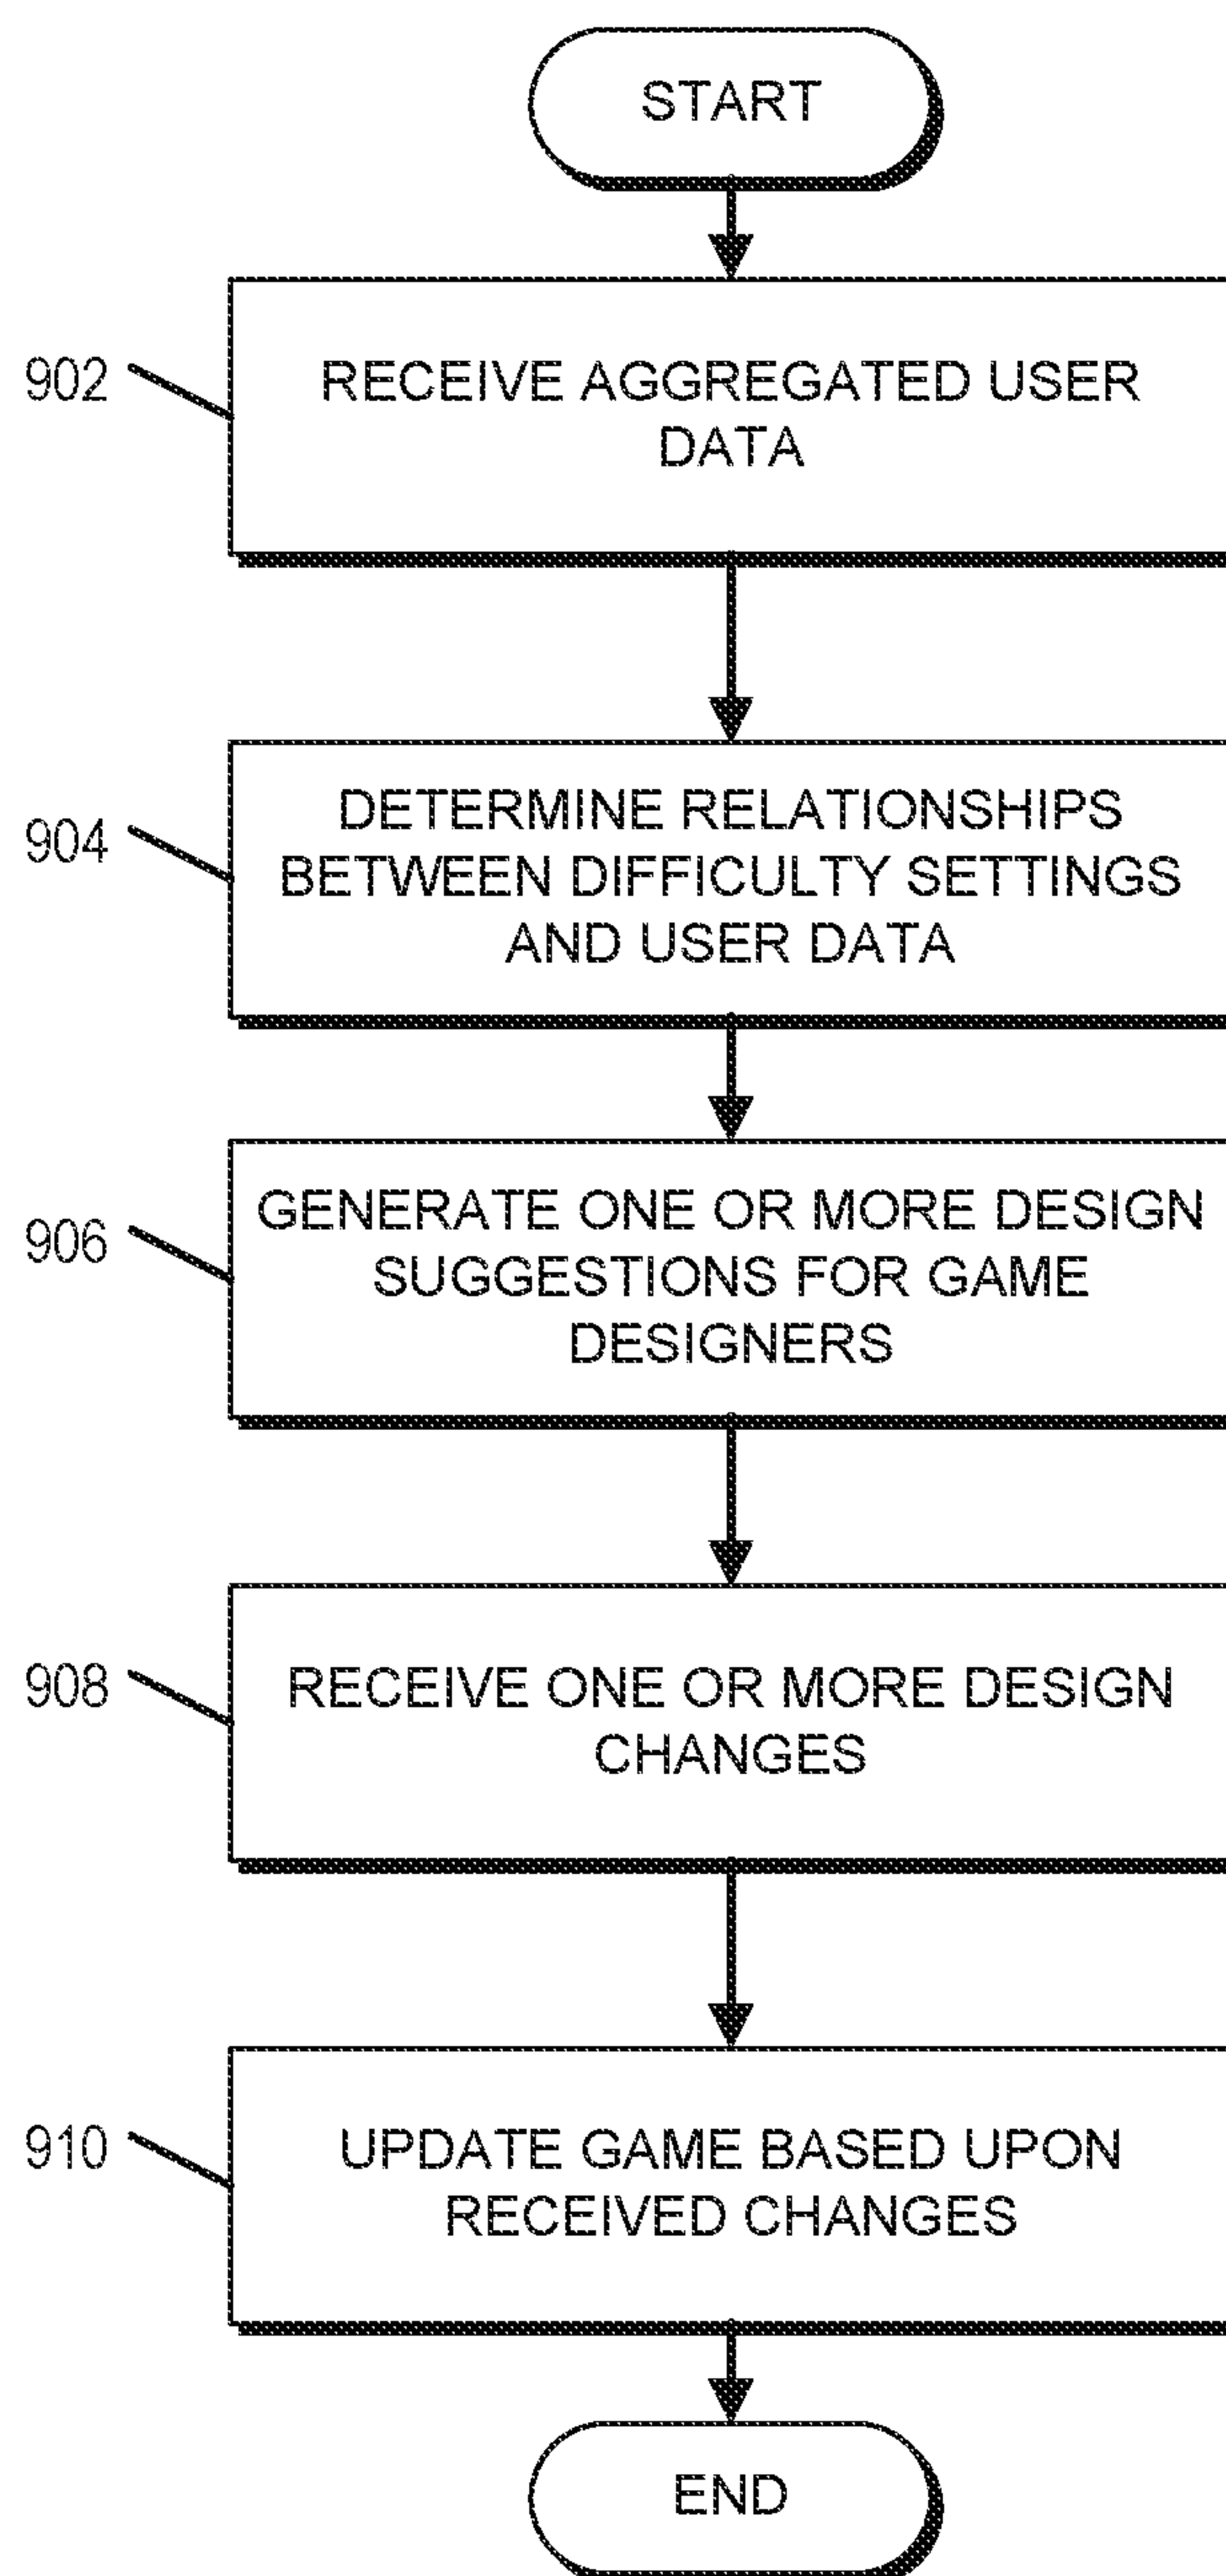 START
902
RECEIVE AGGREGATED USER
DATA
904
DETERMINE RELATIONSHIPS
BETWEEN DIFFICULTY SETTINGS
AND USER DATA
906
GENERATE ONE OR MORE DESIGN
SUGGESTIONS FOR GAME
DESIGNERS
908
RECEIVE ONE OR MORE DESIGN
CHANGES
910
UPDATE GAME BASED UPON
RECEIVED CHANGES
END